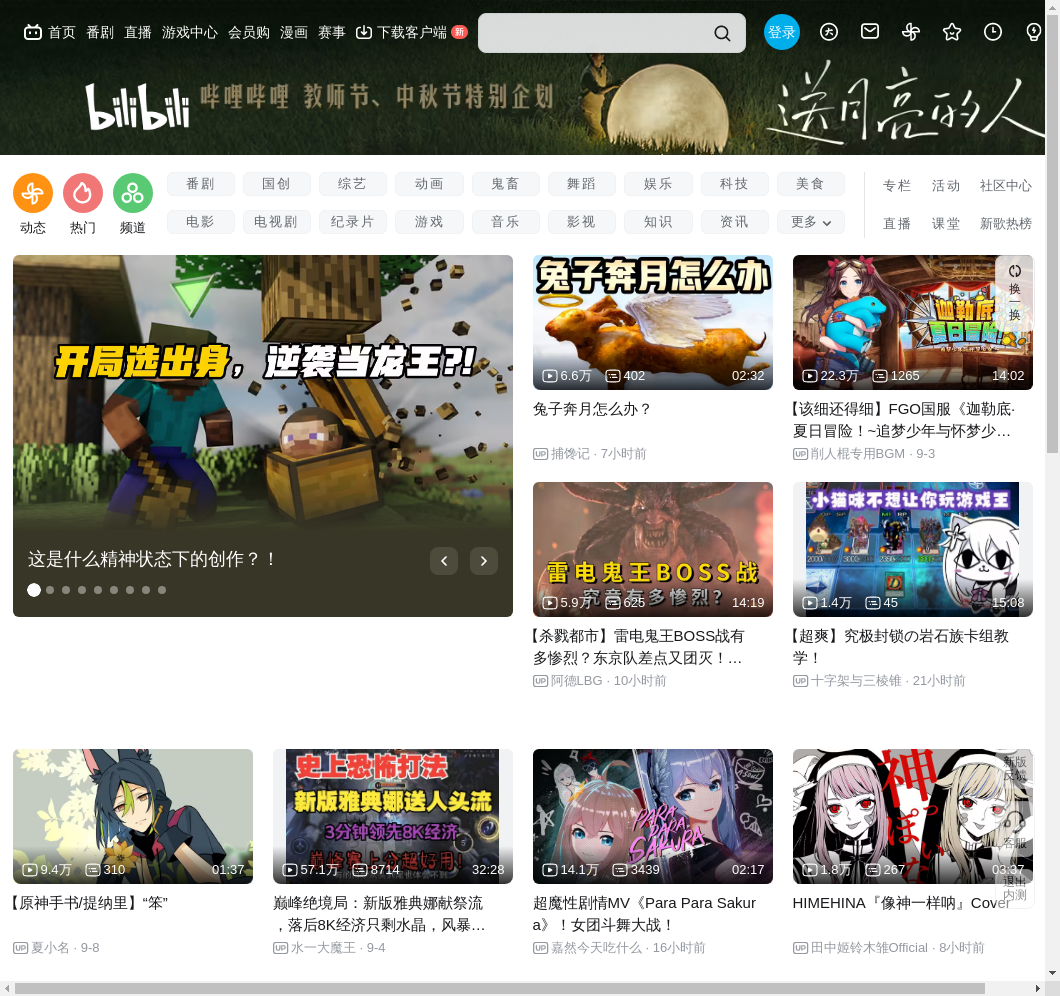 首页 番剧 直播 游戏中心 会员购 漫画 赛事 下载客户端 新 登录 大
bilibili 哔哩哔哩 教师节、中秋节特别企划 送月亮的人
动态 热门 频道
番剧 国创 综艺 动画 鬼畜 舞蹈 娱乐 科技 美食 专栏 活动 社区中心
电影 电视剧 纪录片 游戏 音乐 影视 知识 资讯 更多 直播 课堂 新歌热榜
开局选出身，逆袭当龙王?!
这是什么精神状态下的创作？！
兔子奔月怎么办
6.6万 402 02:32
兔子奔月怎么办？
UP 捕馋记 · 7小时前
迦勒底
夏日冒险!
22.3万 1265 14:02
换一换
【该细还得细】FGO国服《迦勒底·
夏日冒险！~追梦少年与怀梦少…
UP 削人棍专用BGM · 9-3
雷电鬼王BOSS战
究竟有多惨烈?
5.9万 625 14:19
【杀戮都市】雷电鬼王BOSS战有
多惨烈？东京队差点又团灭！…
UP 阿德LBG · 10小时前
小猫咪不想让你玩游戏王
1.4万 45 15:08
【超爽】究极封锁の岩石族卡组教
学！
UP 十字架与三棱锥 · 21小时前
9.4万 310 01:37
【原神手书/提纳里】“笨”
UP 夏小名 · 9-8
史上恐怖打法
新版雅典娜送人头流
3分钟领先8K经济
巅峰赛上分超好用!
57.1万 8714 32:28
巅峰绝境局：新版雅典娜献祭流
，落后8K经济只剩水晶，风暴…
UP 水一大魔王 · 9-4
PARA PARA SAKURA
14.1万 3439 02:17
超魔性剧情MV《Para Para Sakur
a》！女团斗舞大战！
UP 嘉然今天吃什么 · 16小时前
神っぽいな
1.8万 267 03:37
HIMEHINA『像神一样呐』Cover
UP 田中姬铃木雏Official · 8小时前
新版
反馈
客服
退出
内测